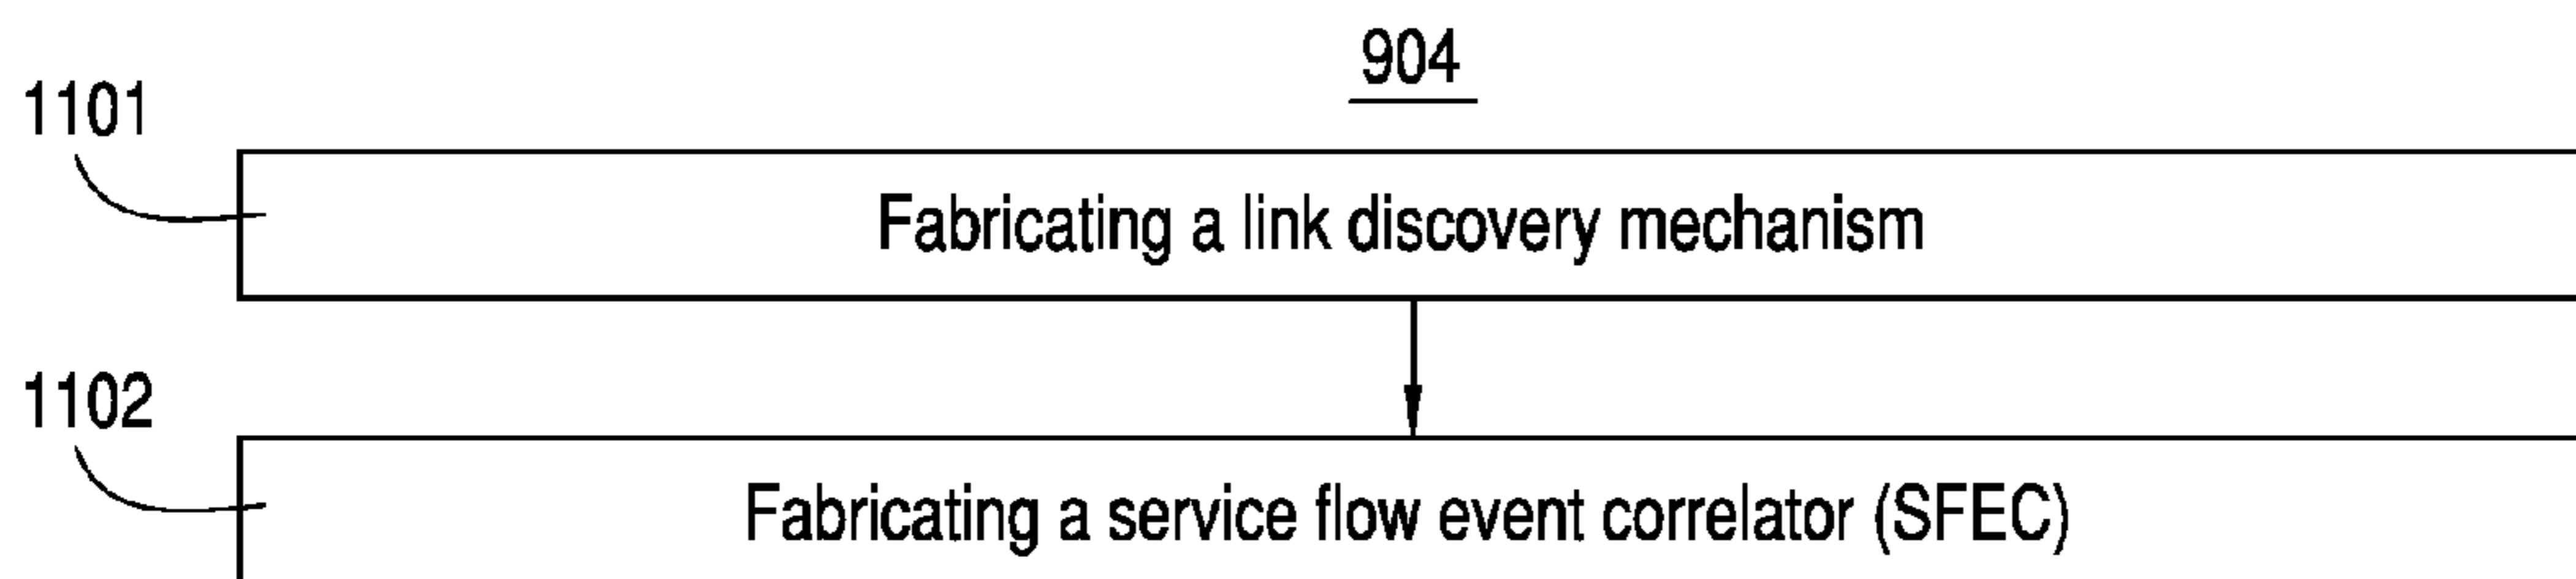 904
1101
Fabricating a link discovery mechanism
1102
Fabricating a service flow event correlator (SFEC)